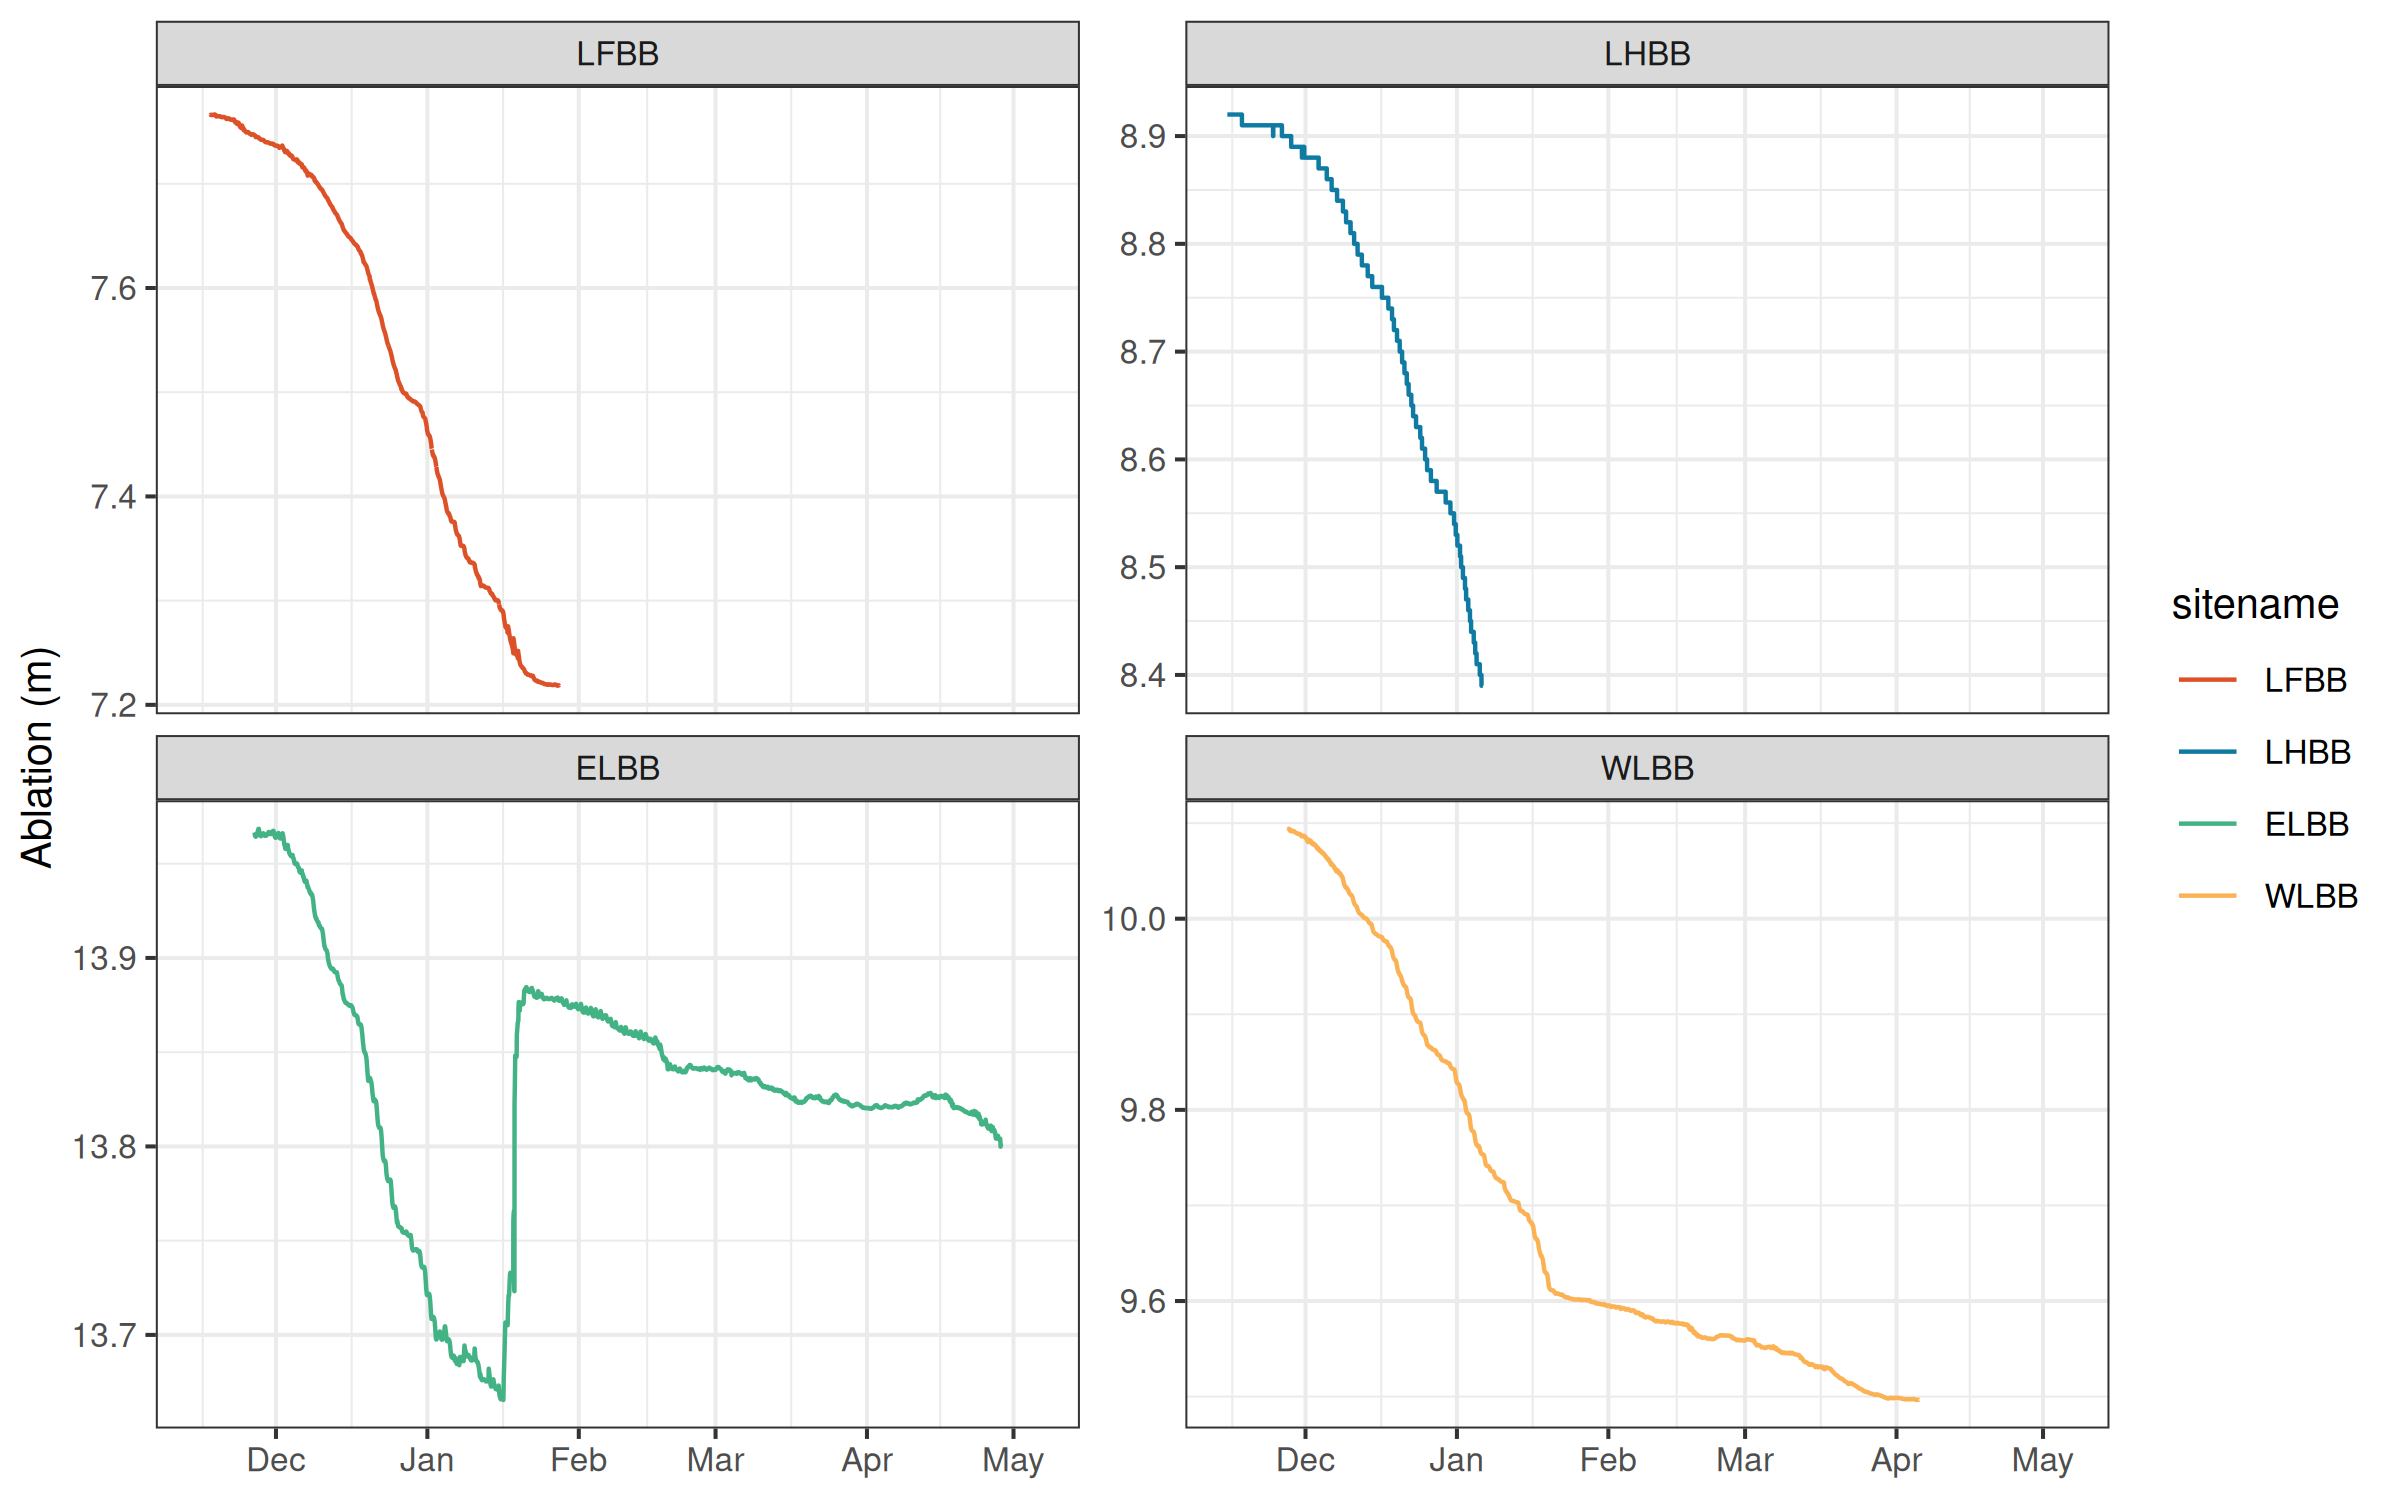 LFBB
LHBB
7.6
7.4
7.2
8.9
8.8
8.7
8.6
8.5
8.4
Ablation (m)
ELBB
WLBB
13.9
13.8
13.7
10.0
9.8
9.6
Dec Jan Feb Mar Apr May
Dec Jan Feb Mar Apr May
sitename
LFBB
LHBB
ELBB
WLBB